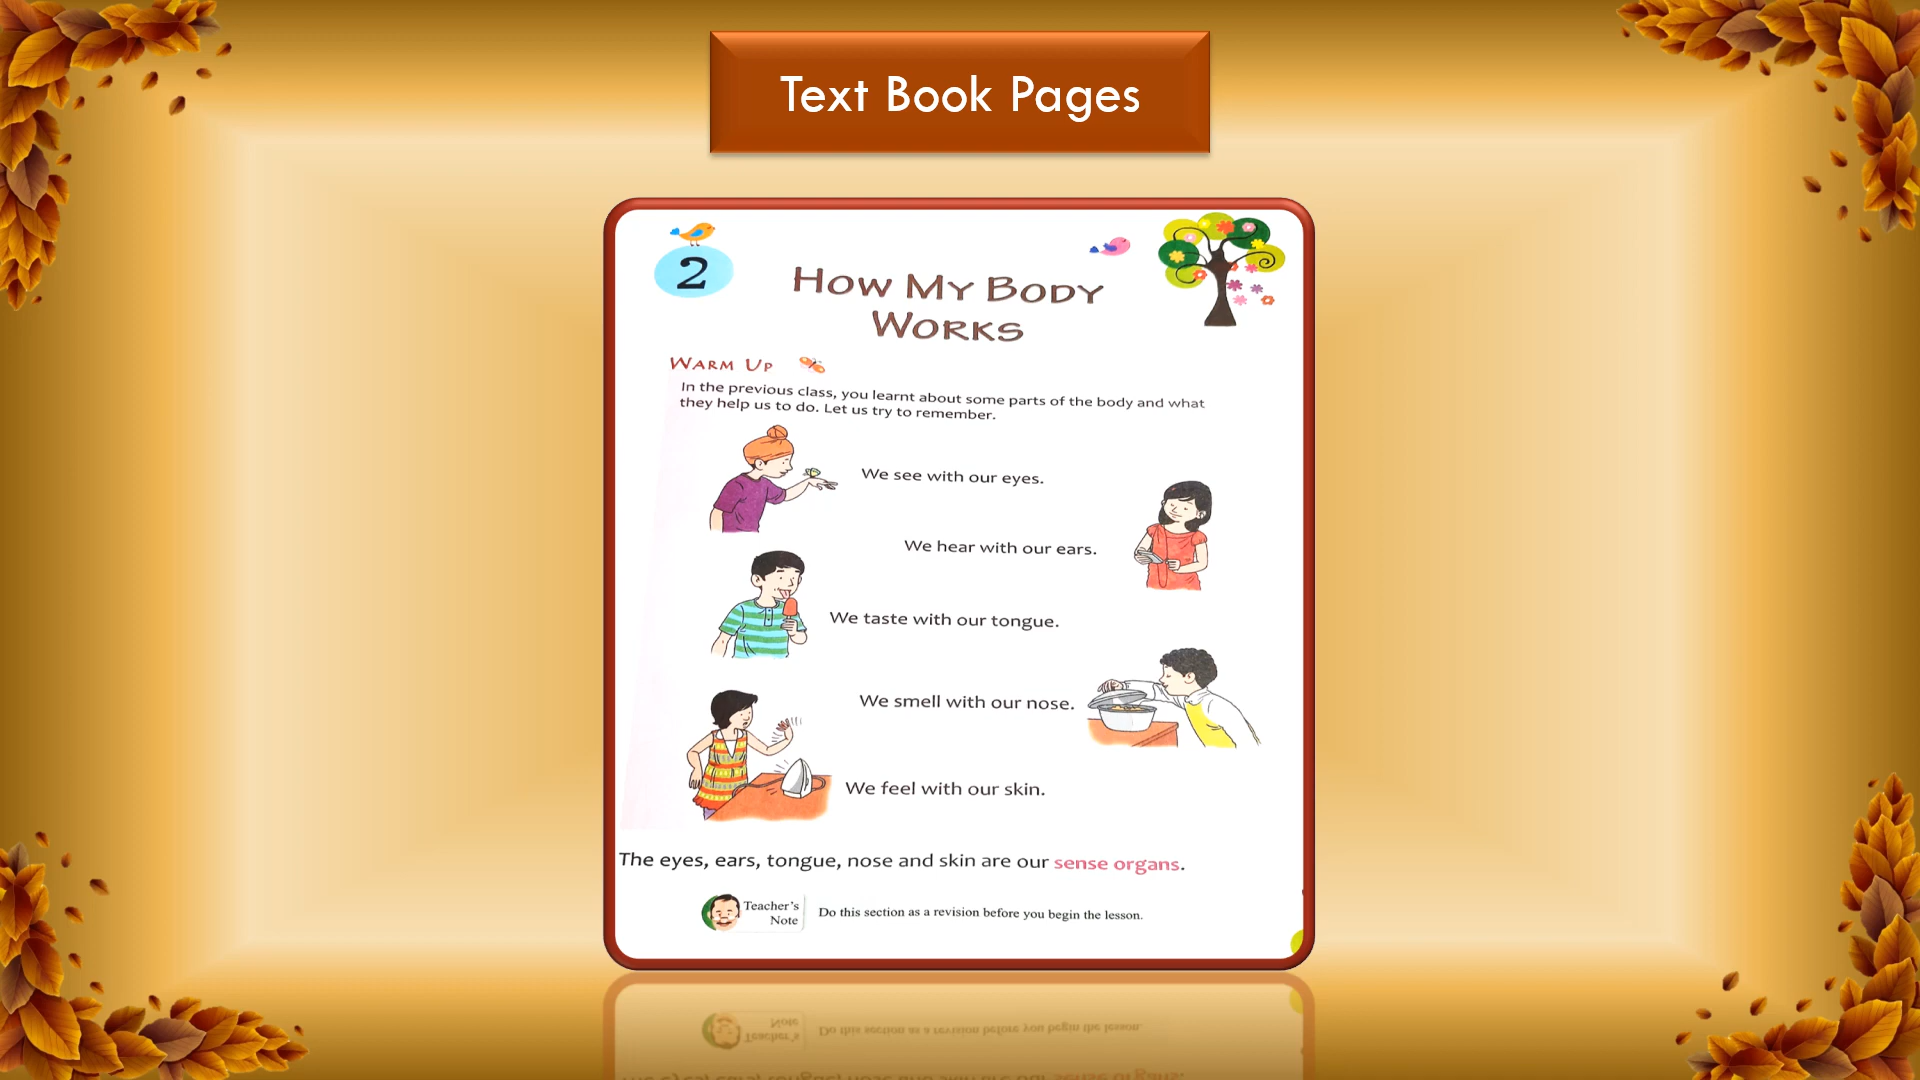 Text Book Pages
2
How My Body
Works
Warm Up
In the previous class, you learnt about some parts of the body and what
they help us to do. Let us try to remember.
We see with our eyes.
We hear with our ears.
We taste with our tongue.
We smell with our nose.
We feel with our skin.
The eyes, ears, tongue, nose and skin are our sense organs.
Teacher's
Note
Do this section as a revision before you begin the lesson.